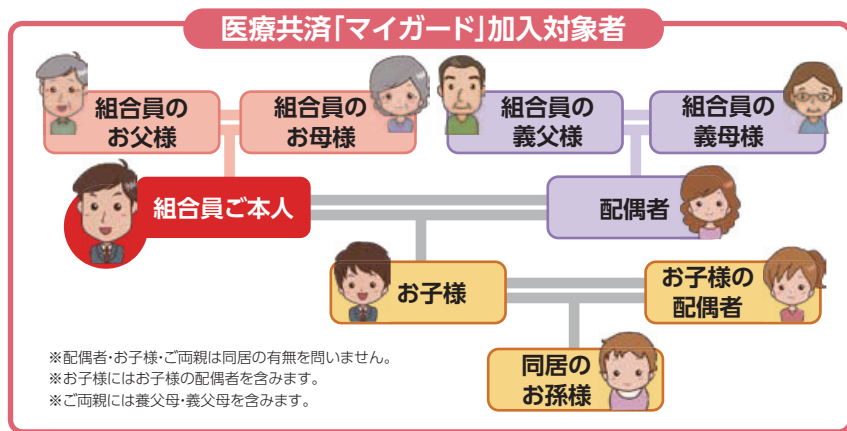 医療共済「マイガード」加入対象者
組合員の
お父様
組合員の
お母様
組合員の
義父様
組合員の
義母様
組合員ご本人
配偶者
お子様
お子様の
配偶者
同居の
お孫様
※配偶者・お子様・ご両親は同居の有無を問いません。
※お子様にはお子様の配偶者を含みます。
※ご両親には養父母・義父母を含みます。